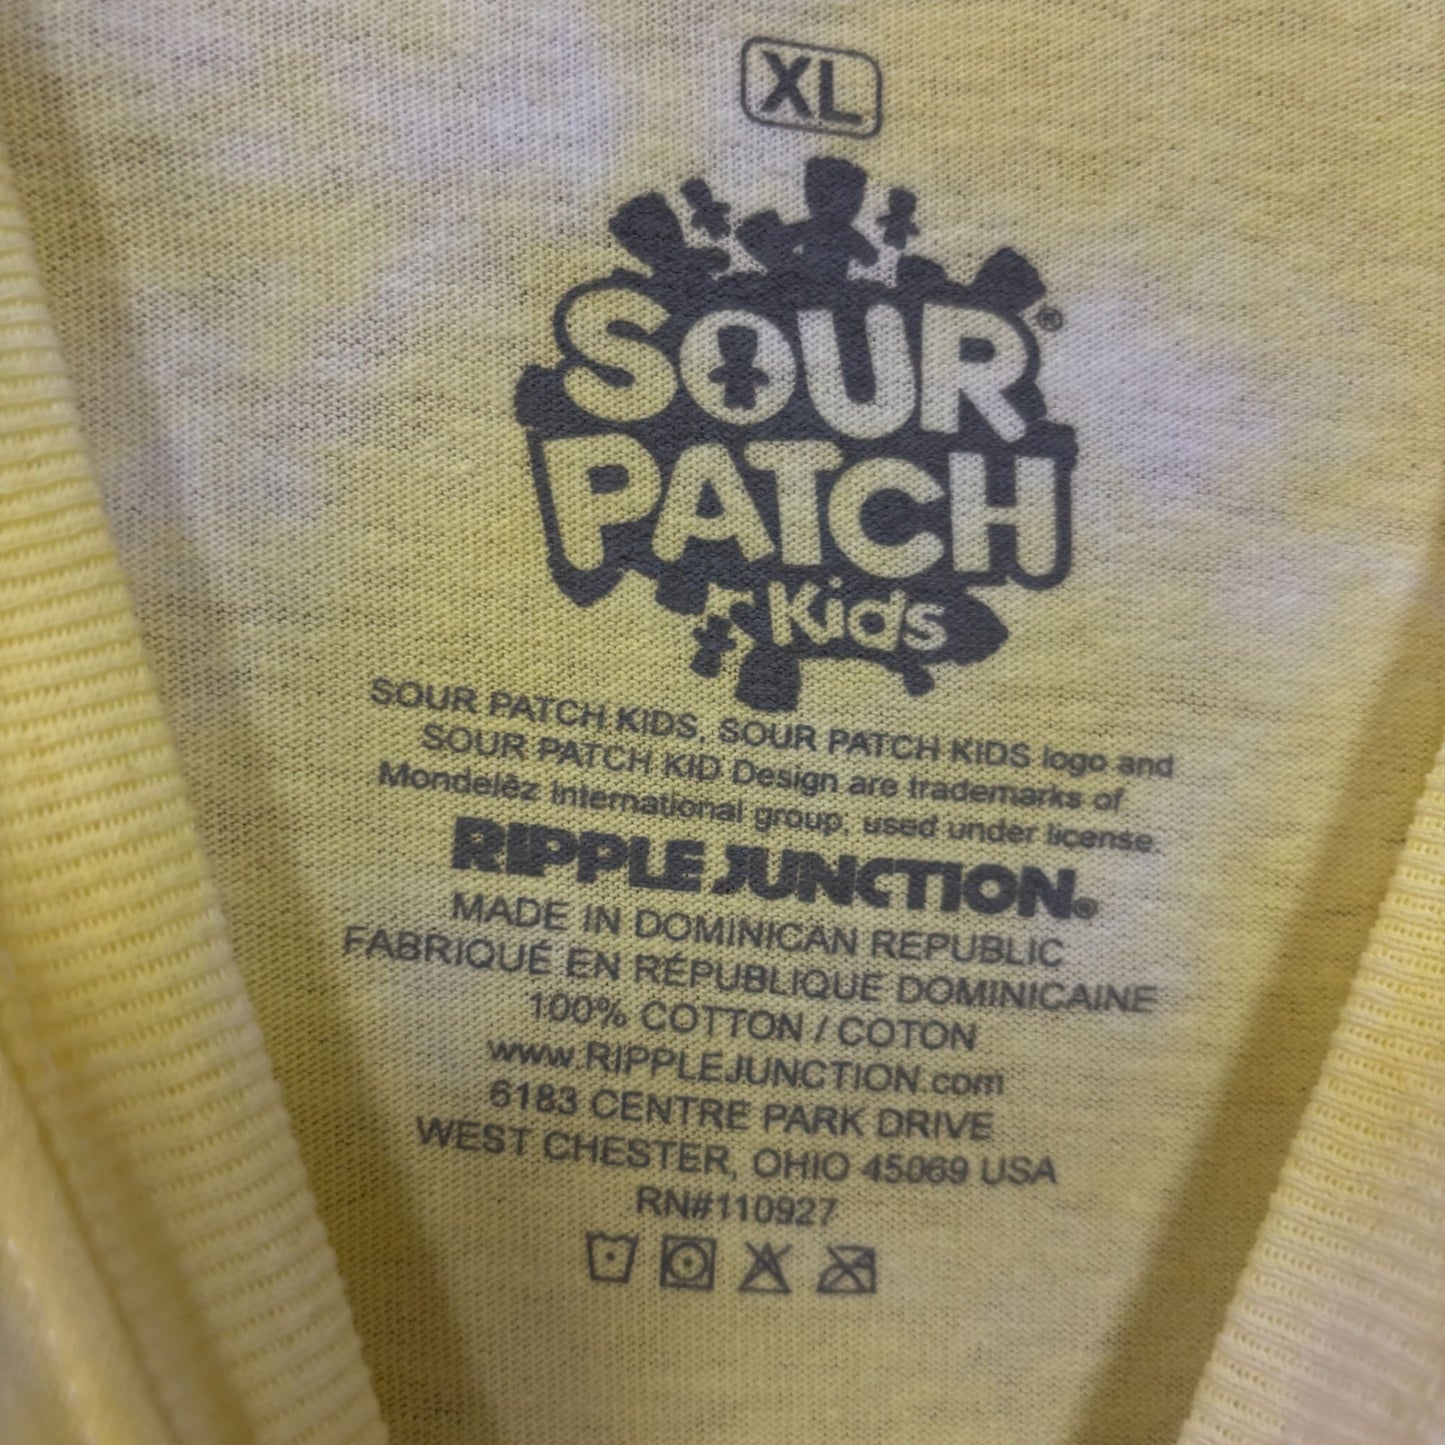 XL
SOUR
PATCH
Kids
SOUR PATCH KIDS, SOUR PATCH KIDS logo and
SOUR PATCH KID Design are trademarks of
Mondelēz International group, used under license.
RIPPLE JUNCTION®
MADE IN DOMINICAN REPUBLIC
FABRIQUÉ EN RÉPUBLIQUE DOMINICAINE
100% COTTON / COTON
www.RIPPLEJUNCTION.com
6183 CENTRE PARK DRIVE
WEST CHESTER, OHIO 45069 USA
RN#110927